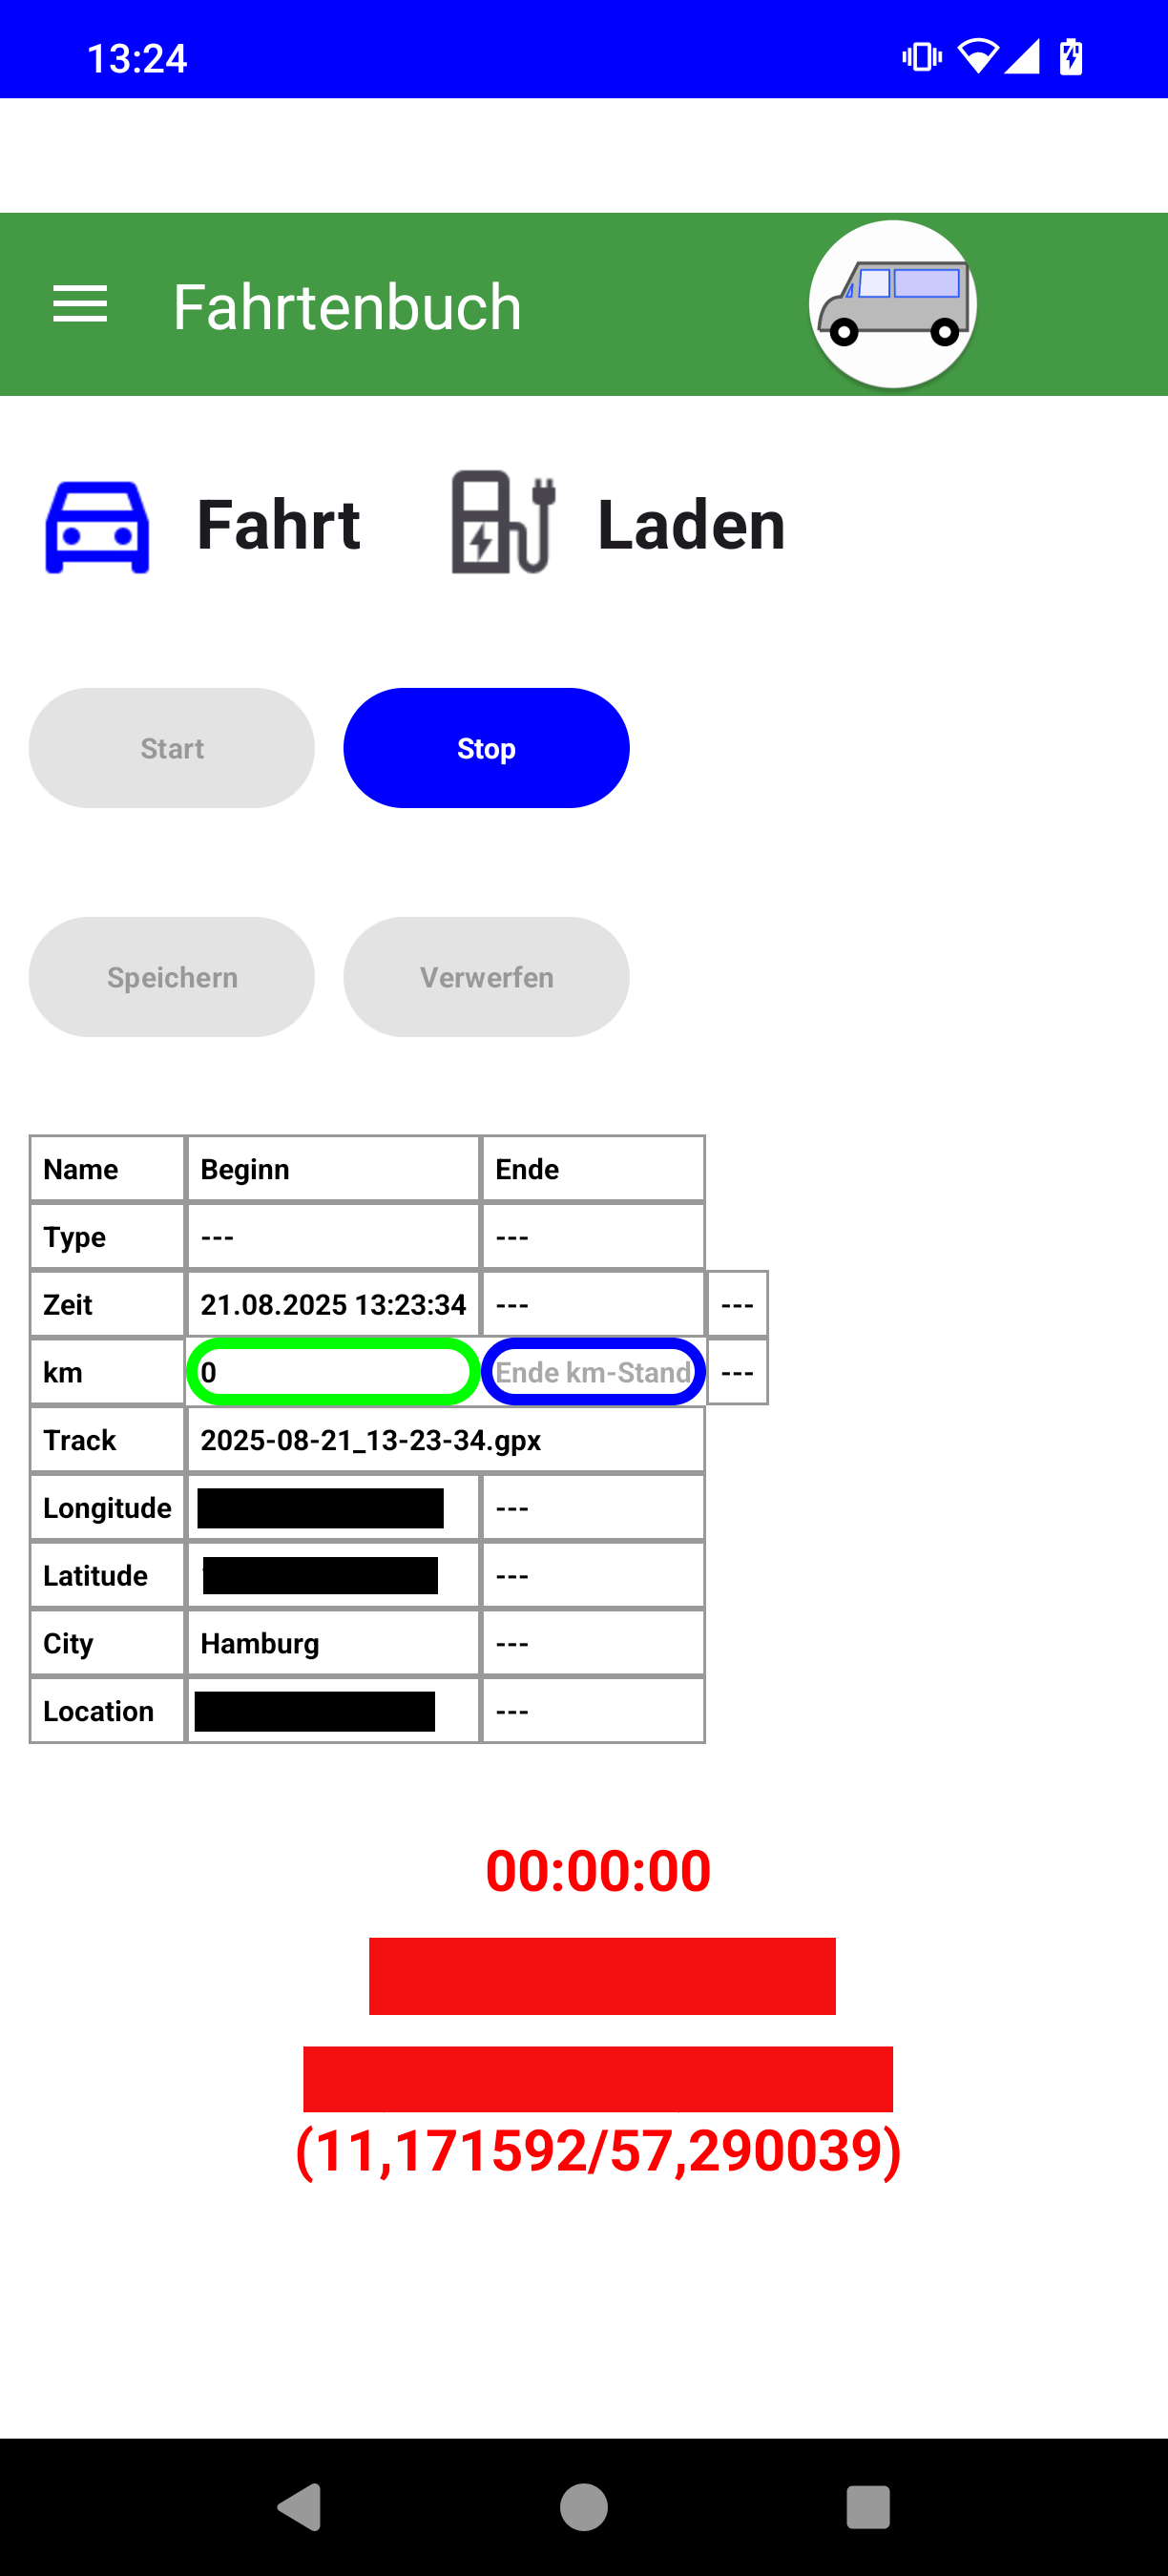 13:24
Fahrtenbuch
Fahrt Laden
Start Stop
Speichern Verwerfen
Name Beginn Ende
Type --- ---
Zeit 21.08.2025 13:23:34 --- ---
km 0 Ende km-Stand ---
Track 2025-08-21_13-23-34.gpx
Longitude ---
Latitude ---
City Hamburg ---
Location ---
00:00:00
(11,171592/57,290039)